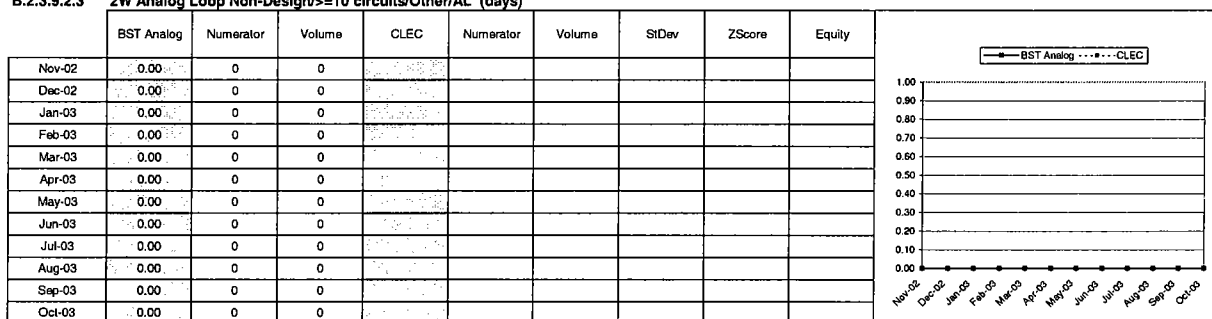 B.2.3.9.2.3 2W Analog Loop Non-Design/>=10 circuits/Other/AL (days)
BST Analog Numerator Volume CLEC Numerator Volume StDev ZScore Equity
Nov-02 0.00 0 0
Dec-02 0.00 0 0
Jan-03 0.00 0 0
Feb-03 0.00 0 0
Mar-03 0.00 0 0
Apr-03 0.00 0 0
May-03 0.00 0 0
Jun-03 0.00 0 0
Jul-03 0.00 0 0
Aug-03 0.00 0 0
Sep-03 0.00 0 0
Oct-03 0.00 0 0
BST Analog CLEC
1.00
0.90
0.80
0.70
0.60
0.50
0.40
0.30
0.20
0.10
0.00
Nov-02 Dec-02 Jan-03 Feb-03 Mar-03 Apr-03 May-03 Jun-03 Jul-03 Aug-03 Sep-03 Oct-03